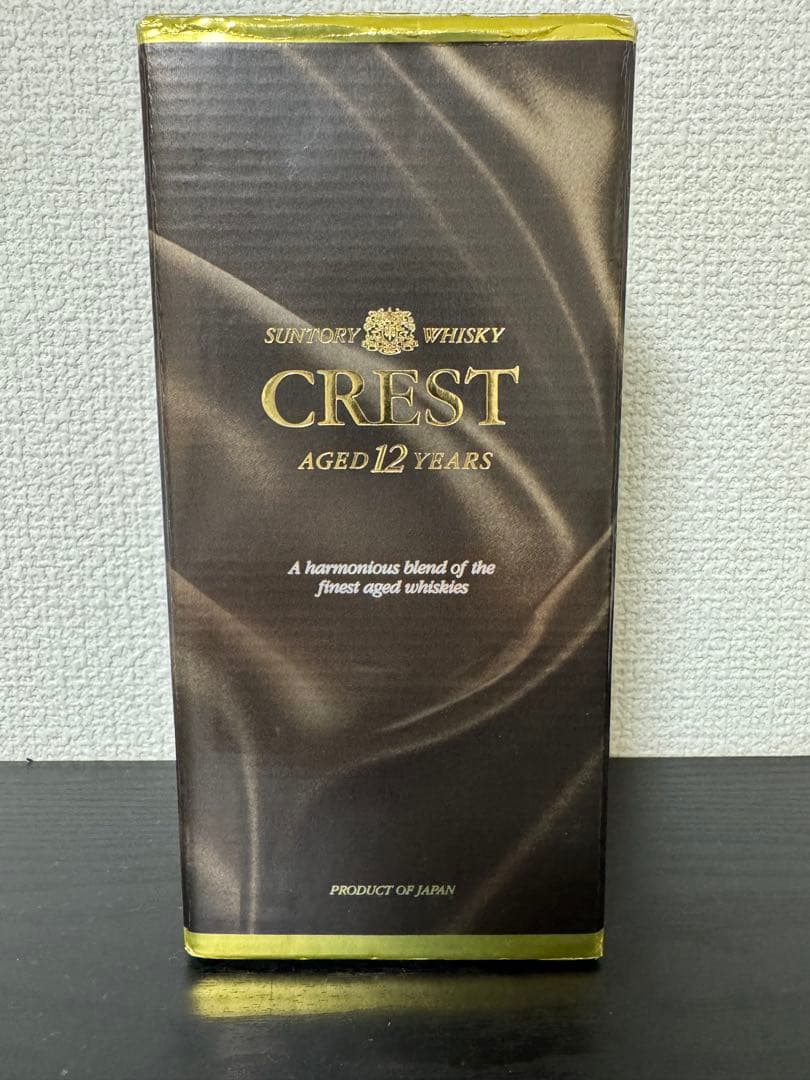 SUNTORY WHISKY
CREST
AGED 12 YEARS
A harmonious blend of the
finest aged whiskies
PRODUCT OF JAPAN